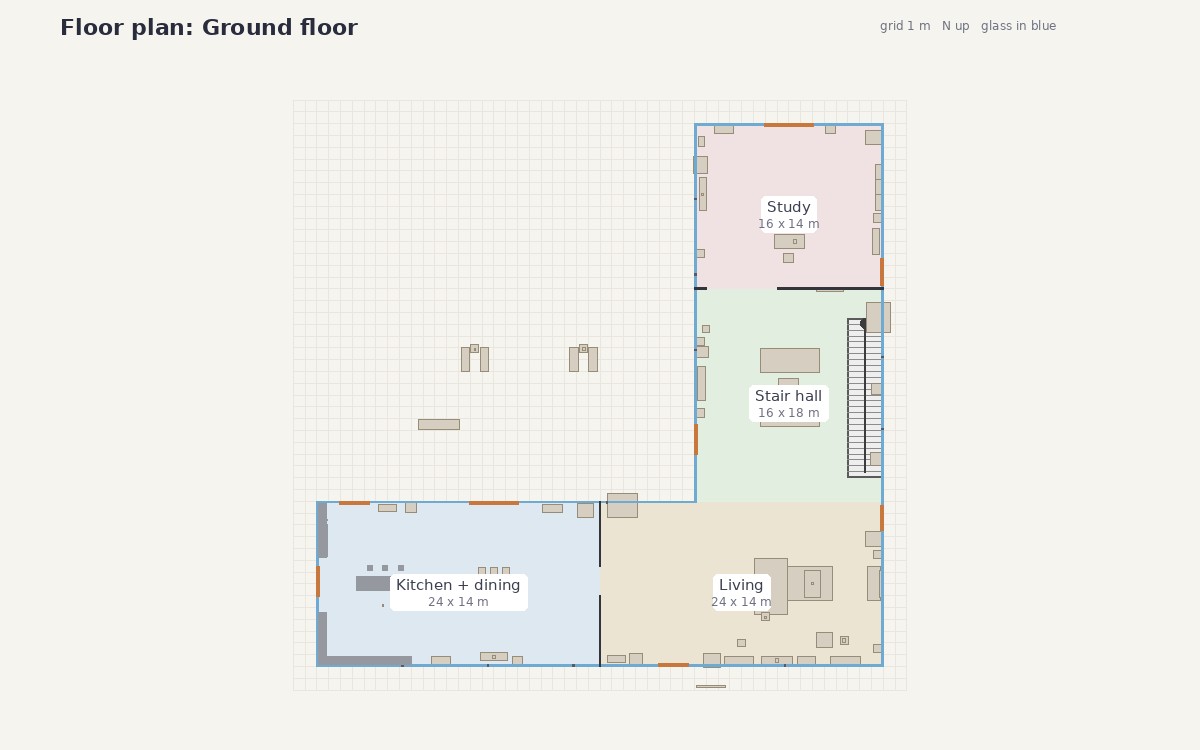 Floor plan: Ground floor
grid 1 m   N up   glass in blue
Study
16 x 14 m
Stair hall
16 x 18 m
Kitchen + dining
24 x 14 m
Living
24 x 14 m